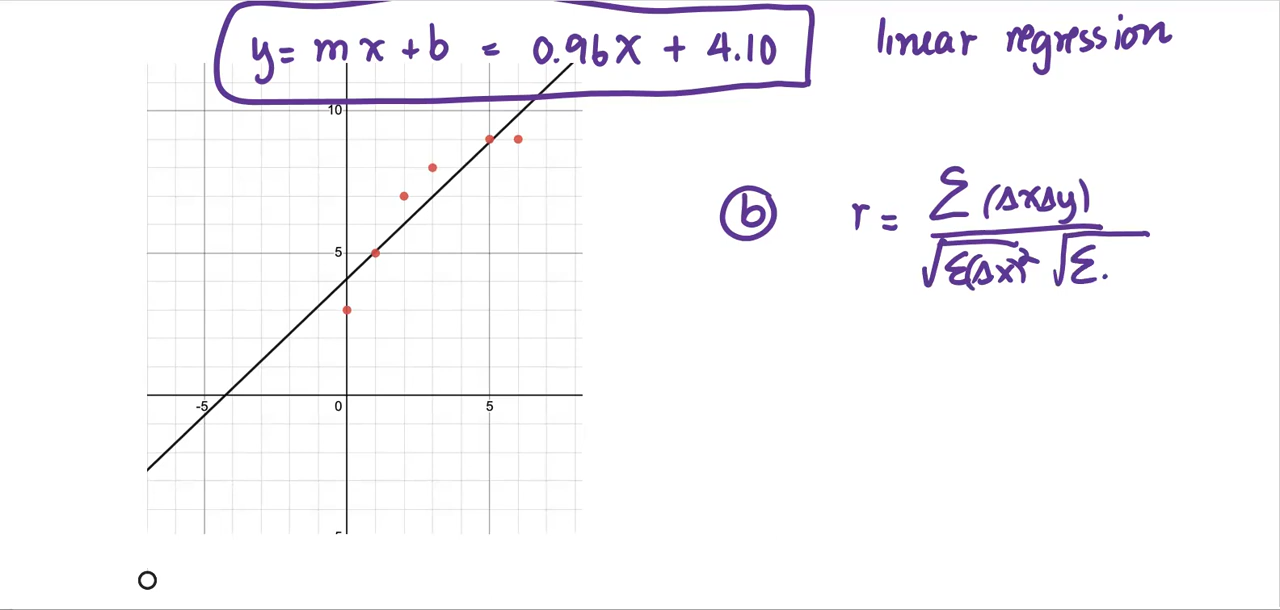 y = mx + b = 0.96x + 4.10
linear regression
10
5
-5
0
5
b
r = Σ(ΔxΔy)
√Σ(Δx)² √Σ.